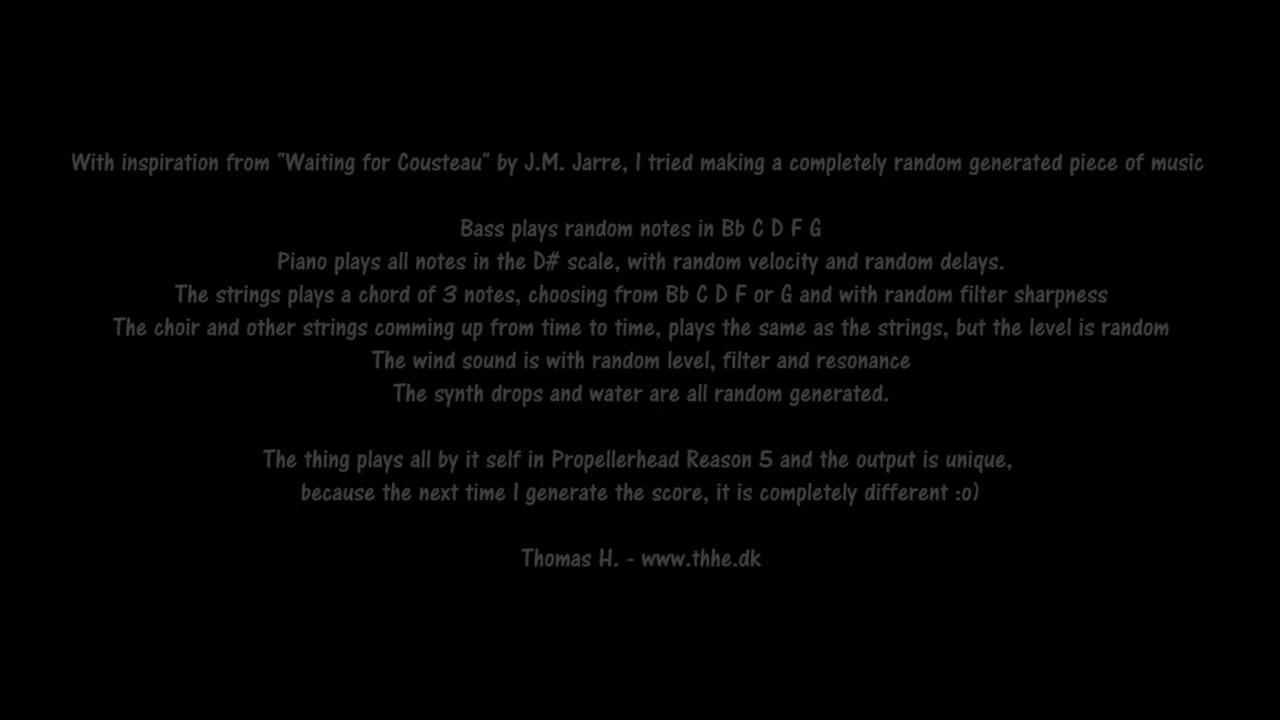 With inspiration from "Waiting for Cousteau" by J.M. Jarre, I tried making a completely random generated piece of music
Bass plays random notes in Bb C D F G
Piano plays all notes in the D# scale, with random velocity and random delays.
The strings plays a chord of 3 notes, choosing from Bb C D F or G and with random filter sharpness
The choir and other strings comming up from time to time, plays the same as the strings, but the level is random
The wind sound is with random level, filter and resonance
The synth drops and water are all random generated.
The thing plays all by it self in Propellerhead Reason 5 and the output is unique,
because the next time I generate the score, it is completely different :o)
Thomas H. - www.thhe.dk